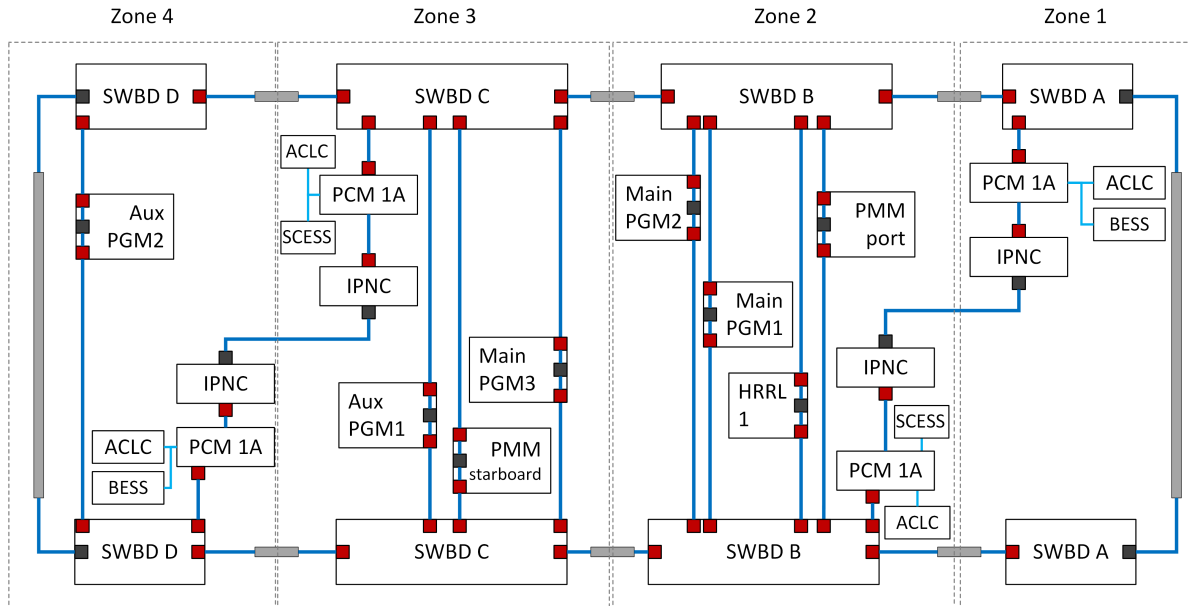 Zone 4
Zone 3
Zone 2
Zone 1
SWBD D
SWBD C
SWBD B
SWBD A
ACLC
PCM 1A
SCESS
IPNC
Aux
PGM2
Main
PGM2
PMM
port
PCM 1A
ACLC
BESS
IPNC
Main
PGM1
Main
PGM3
IPNC
Aux
PGM1
HRRL
1
IPNC
SCESS
ACLC
PCM 1A
BESS
PMM
starboard
PCM 1A
ACLC
SWBD D
SWBD C
SWBD B
SWBD A